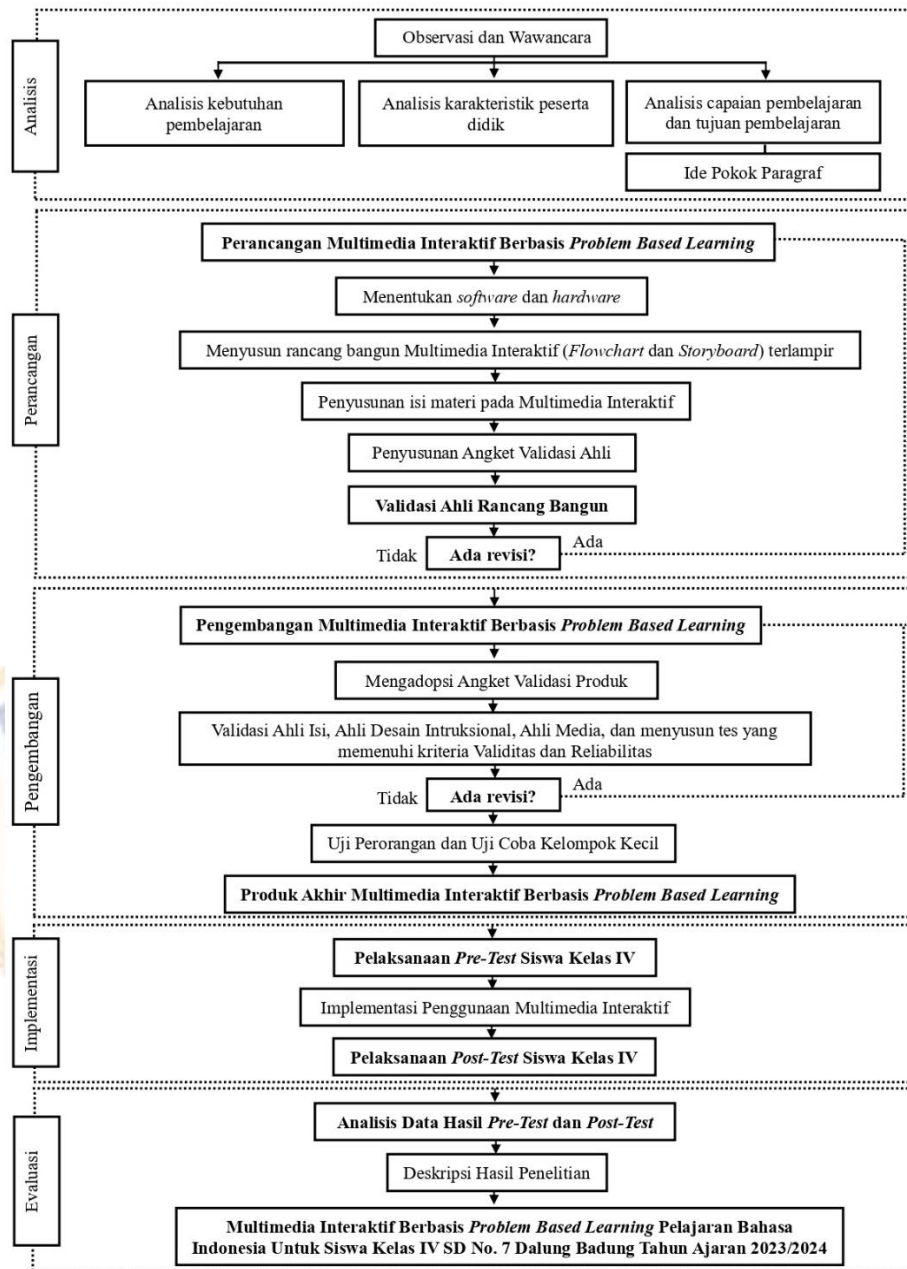 Analisis
Observasi dan Wawancara
Analisis kebutuhan
pembelajaran
Analisis karakteristik peserta
didik
Analisis capaian pembelajaran
dan tujuan pembelajaran
Ide Pokok Paragraf
Perancangan
Perancangan Multimedia Interaktif Berbasis Problem Based Learning
Menentukan software dan hardware
Menyusun rancang bangun Multimedia Interaktif (Flowchart dan Storyboard) terlampir
Penyusunan isi materi pada Multimedia Interaktif
Penyusunan Angket Validasi Ahli
Validasi Ahli Rancang Bangun
Tidak
Ada revisi?
Ada
Pengembangan
Pengembangan Multimedia Interaktif Berbasis Problem Based Learning
Mengadopsi Angket Validasi Produk
Validasi Ahli Isi, Ahli Desain Intruksional, Ahli Media, dan menyusun tes yang
memenuhi kriteria Validitas dan Reliabilitas
Tidak
Ada revisi?
Ada
Uji Perorangan dan Uji Coba Kelompok Kecil
Produk Akhir Multimedia Interaktif Berbasis Problem Based Learning
Implementasi
Pelaksanaan Pre-Test Siswa Kelas IV
Implementasi Penggunaan Multimedia Interaktif
Pelaksanaan Post-Test Siswa Kelas IV
Evaluasi
Analisis Data Hasil Pre-Test dan Post-Test
Deskripsi Hasil Penelitian
Multimedia Interaktif Berbasis Problem Based Learning Pelajaran Bahasa
Indonesia Untuk Siswa Kelas IV SD No. 7 Dalung Badung Tahun Ajaran 2023/2024